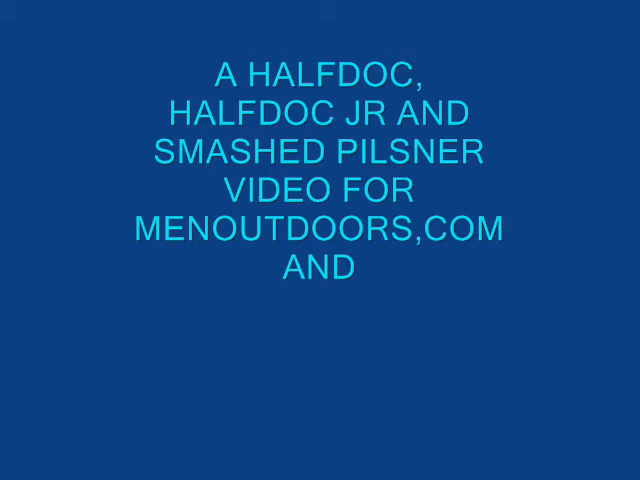 A HALFDOC,
HALFDOC JR AND
SMASHED PILSNER
VIDEO FOR
MENOUTDOORS,COM
AND